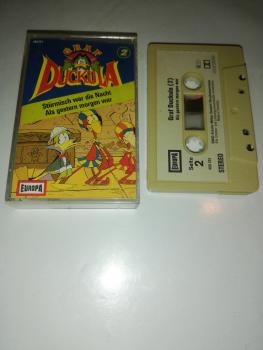 GRAF
DUCKULA
2
Stürmisch war die Nacht
Als gestern morgen war
EUROPA
Graf Duckula (2)
Als gestern morgen war
EUROPA
Seite
2
STEREO